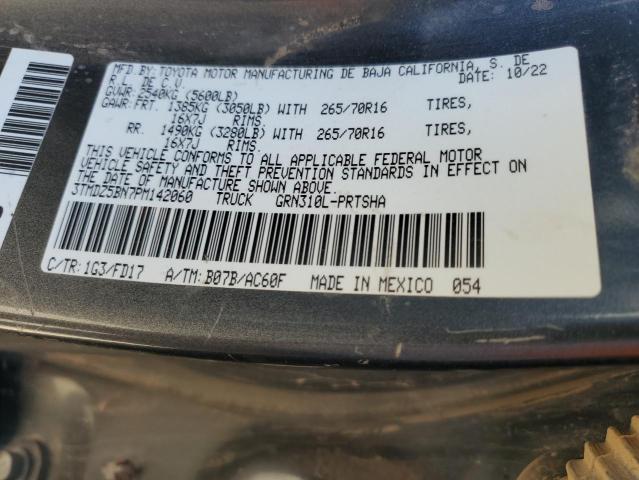 MFD.BY:TOYOTA MOTOR MANUFACTURING DE BAJA CALIFORNIA, S. DE
R.L. DE C.V. DATE: 10/22
GVWR:2540KG (5600LB)
GAWR:FRT. 1385KG (3050LB) WITH 265/70R16 TIRES,
16X7J RIMS.
RR. 1490KG (3280LB) WITH 265/70R16 TIRES,
16X7J RIMS.
THIS VEHICLE CONFORMS TO ALL APPLICABLE FEDERAL MOTOR
VEHICLE SAFETY AND THEFT PREVENTION STANDARDS IN EFFECT ON
THE DATE OF MANUFACTURE SHOWN ABOVE.
3TMDZ5BN7PM142060 TRUCK GRN310L-PRTSHA
C/TR:1G3/FD17 A/TM:B07B/AC60F MADE IN MEXICO 054